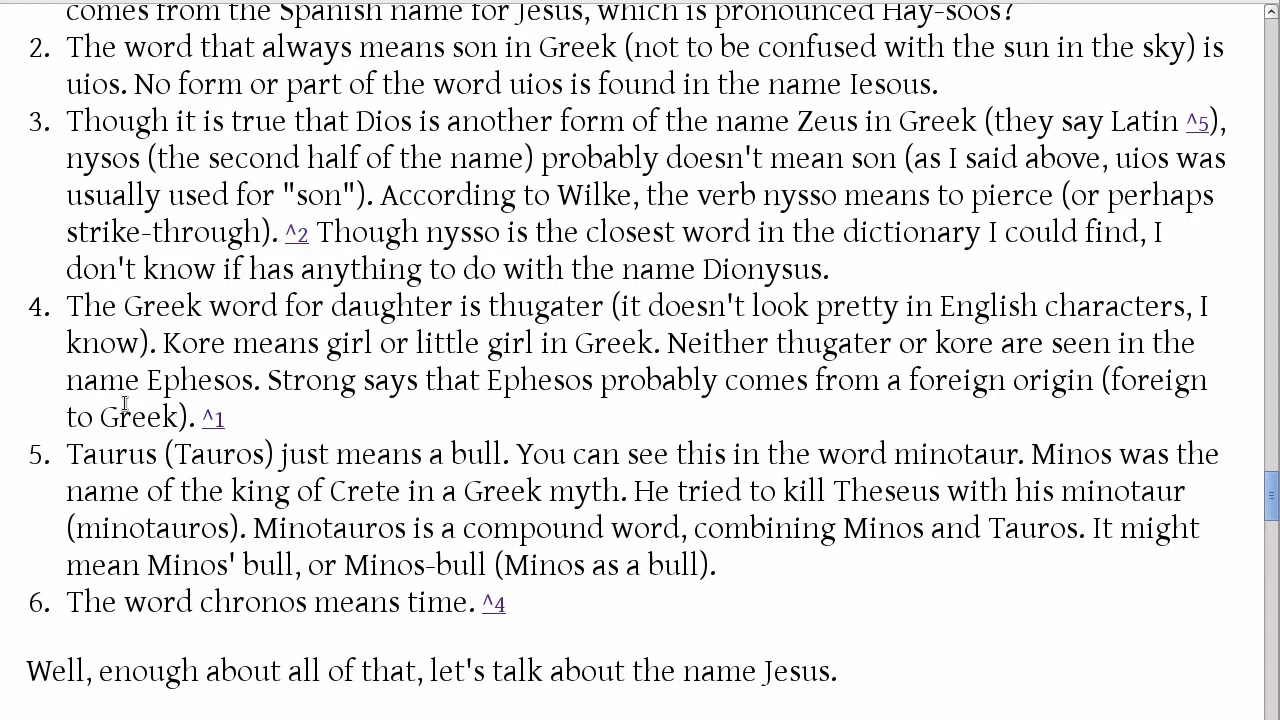 comes from the Spanish name for Jesus, which is pronounced Hay-soos?
2. The word that always means son in Greek (not to be confused with the sun in the sky) is
uios. No form or part of the word uios is found in the name Iesous.
3. Though it is true that Dios is another form of the name Zeus in Greek (they say Latin ^5),
nysos (the second half of the name) probably doesn't mean son (as I said above, uios was
usually used for "son"). According to Wilke, the verb nysso means to pierce (or perhaps
strike-through). ^2 Though nysso is the closest word in the dictionary I could find, I
don't know if has anything to do with the name Dionysus.
4. The Greek word for daughter is thugater (it doesn't look pretty in English characters, I
know). Kore means girl or little girl in Greek. Neither thugater or kore are seen in the
name Ephesos. Strong says that Ephesos probably comes from a foreign origin (foreign
to Greek). ^1
5. Taurus (Tauros) just means a bull. You can see this in the word minotaur. Minos was the
name of the king of Crete in a Greek myth. He tried to kill Theseus with his minotaur
(minotauros). Minotauros is a compound word, combining Minos and Tauros. It might
mean Minos' bull, or Minos-bull (Minos as a bull).
6. The word chronos means time. ^4
Well, enough about all of that, let's talk about the name Jesus.